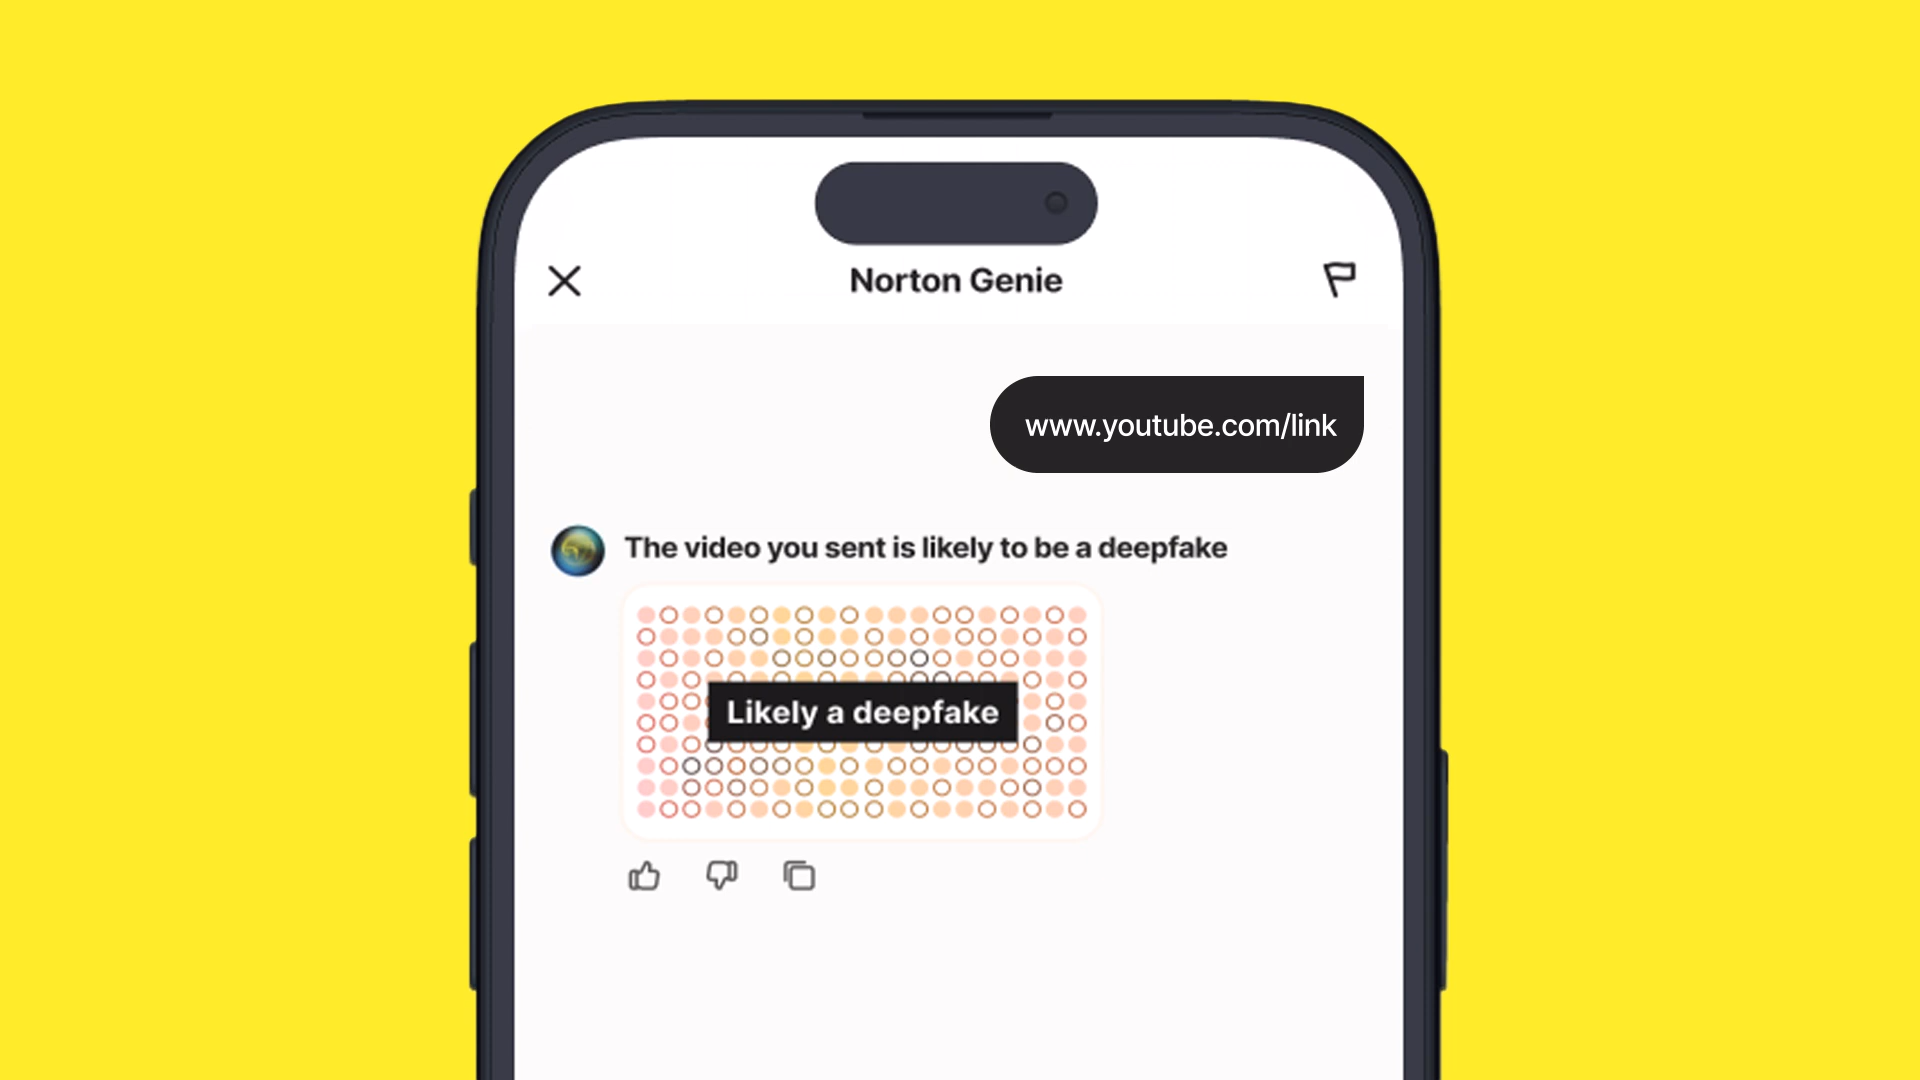 Norton Genie
www.youtube.com/link
The video you sent is likely to be a deepfake
Likely a deepfake